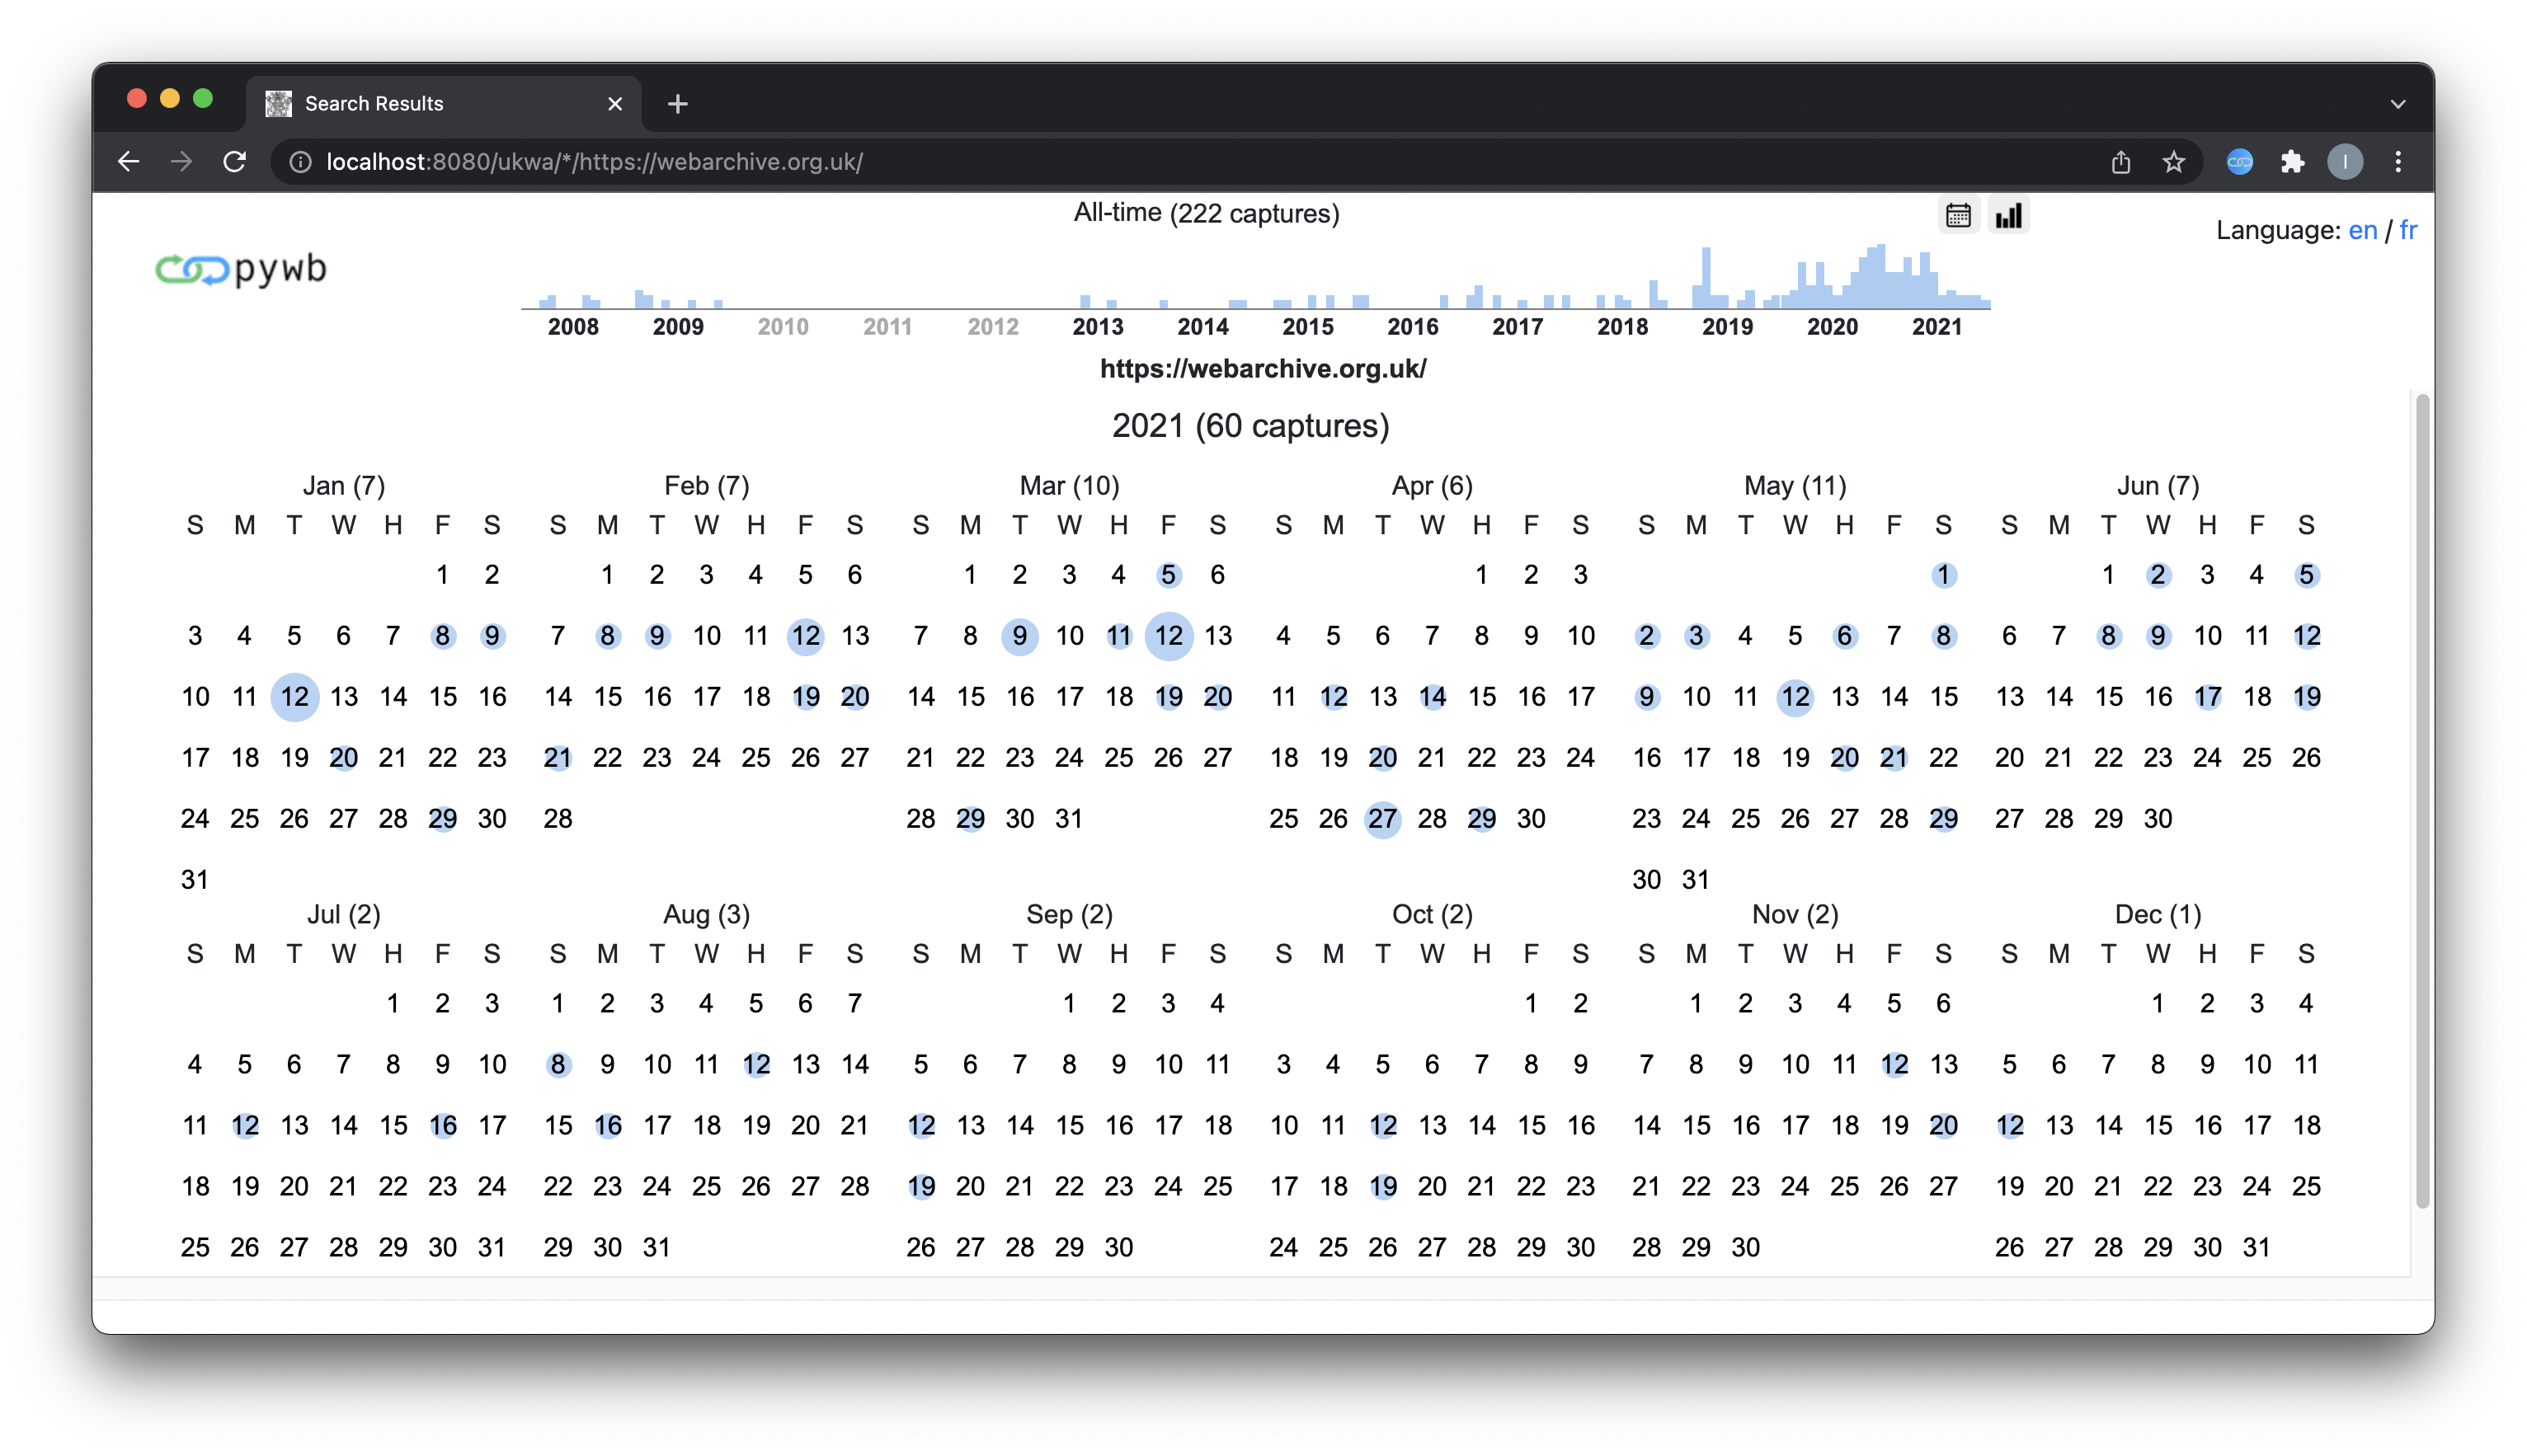 Search Results
localhost:8080/ukwa/*/https://webarchive.org.uk/
I
All-time (222 captures)
Language: en / fr
pywb
2008 2009 2010 2011 2012 2013 2014 2015 2016 2017 2018 2019 2020 2021
https://webarchive.org.uk/
2021 (60 captures)
Jan (7) Feb (7) Mar (10) Apr (6) May (11) Jun (7)
S M T W H F S S M T W H F S S M T W H F S S M T W H F S S M T W H F S S M T W H F S
1 2 1 2 3 4 5 6 1 2 3 4 5 6 1 2 3 1 1 2 3 4 5
3 4 5 6 7 8 9 7 8 9 10 11 12 13 7 8 9 10 11 12 13 4 5 6 7 8 9 10 2 3 4 5 6 7 8 6 7 8 9 10 11 12
10 11 12 13 14 15 16 14 15 16 17 18 19 20 14 15 16 17 18 19 20 11 12 13 14 15 16 17 9 10 11 12 13 14 15 13 14 15 16 17 18 19
17 18 19 20 21 22 23 21 22 23 24 25 26 27 21 22 23 24 25 26 27 18 19 20 21 22 23 24 16 17 18 19 20 21 22 20 21 22 23 24 25 26
24 25 26 27 28 29 30 28 28 29 30 31 25 26 27 28 29 30 23 24 25 26 27 28 29 27 28 29 30
31 30 31
Jul (2) Aug (3) Sep (2) Oct (2) Nov (2) Dec (1)
S M T W H F S S M T W H F S S M T W H F S S M T W H F S S M T W H F S S M T W H F S
1 2 3 1 2 3 4 5 6 7 1 2 3 4 1 2 1 2 3 4 5 6 1 2 3 4
4 5 6 7 8 9 10 8 9 10 11 12 13 14 5 6 7 8 9 10 11 3 4 5 6 7 8 9 7 8 9 10 11 12 13 5 6 7 8 9 10 11
11 12 13 14 15 16 17 15 16 17 18 19 20 21 12 13 14 15 16 17 18 10 11 12 13 14 15 16 14 15 16 17 18 19 20 12 13 14 15 16 17 18
18 19 20 21 22 23 24 22 23 24 25 26 27 28 19 20 21 22 23 24 25 17 18 19 20 21 22 23 21 22 23 24 25 26 27 19 20 21 22 23 24 25
25 26 27 28 29 30 31 29 30 31 26 27 28 29 30 24 25 26 27 28 29 30 28 29 30 26 27 28 29 30 31